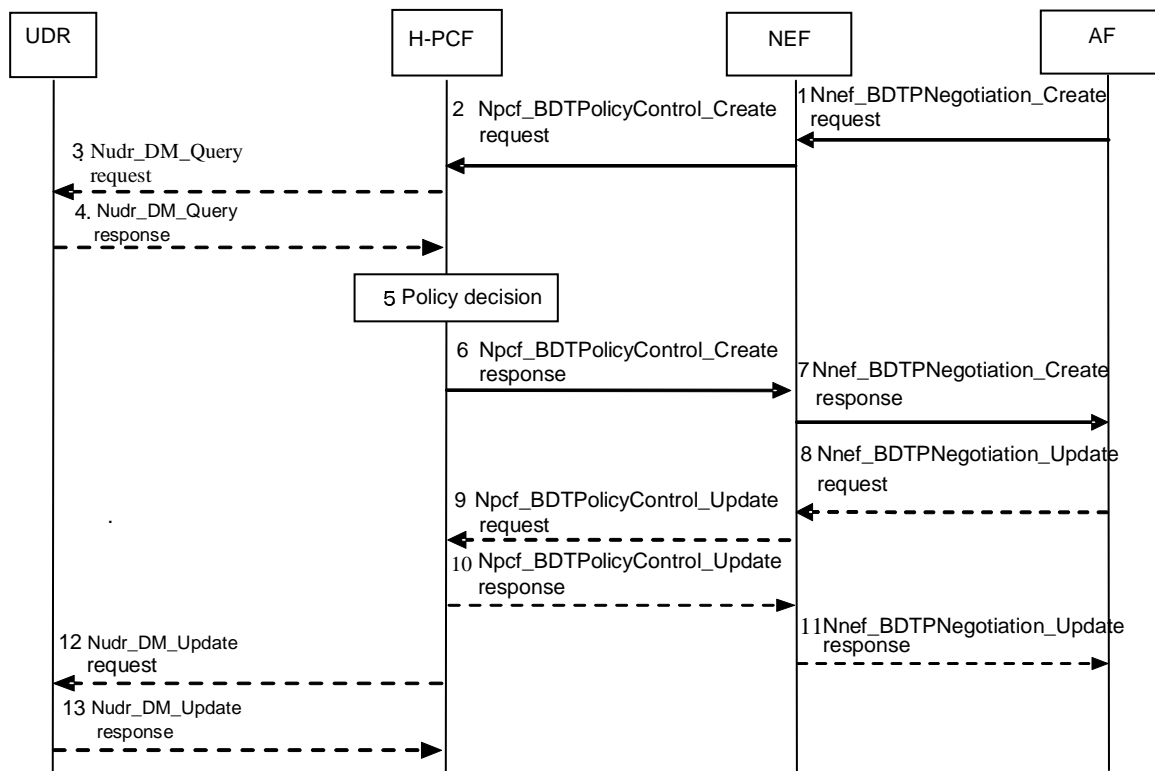 UDR
H-PCF
NEF
AF
1 Nnef_BDTPNegotiation_Create
request
2 Npcf_BDTPolicyControl_Create
request
3. Nudr_DM_Query
request
4. Nudr_DM_Query
response
5 Policy decision
6 Npcf_BDTPolicyControl_Create
response
7 Nnef_BDTPNegotiation_Create
response
8 Nnef_BDTPNegotiation_Update
request
9 Npcf_BDTPolicyControl_Update
request
.
10 Npcf_BDTPolicyControl_Update
response
11 Nnef_BDTPNegotiation_Update
response
12 Nudr_DM_Update
request
13 Nudr_DM_Update
response